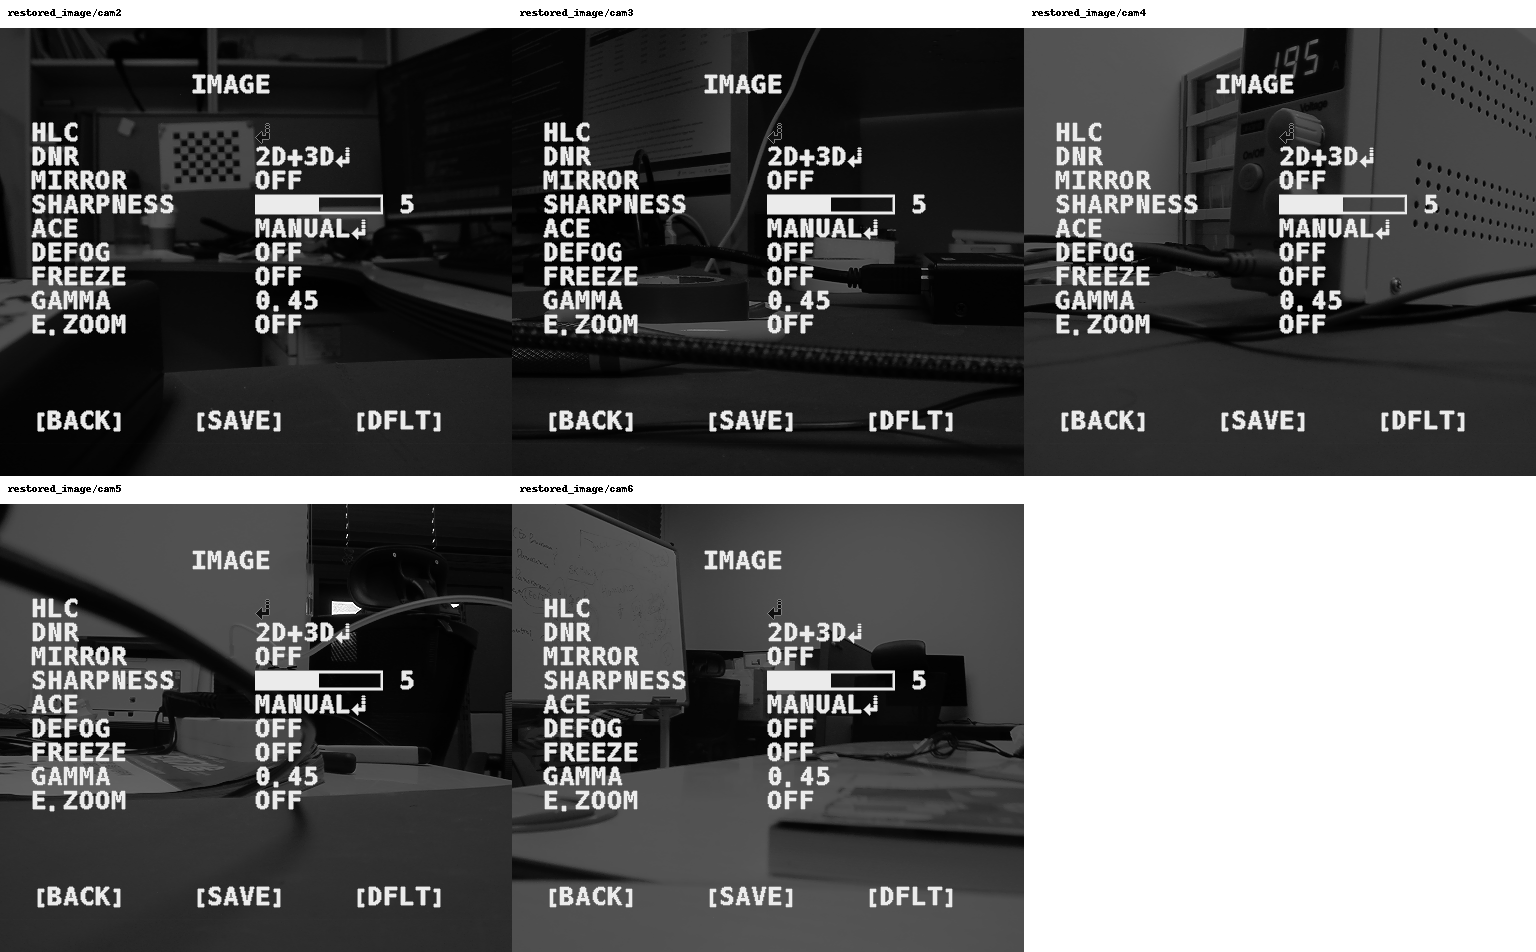 restored_image/cam2
IMAGE
HLC
DNR 2D+3D
MIRROR OFF
SHARPNESS 5
ACE MANUAL
DEFOG OFF
FREEZE OFF
GAMMA 0.45
E.ZOOM OFF
[BACK] [SAVE] [DFLT]
restored_image/cam3
IMAGE
HLC
DNR 2D+3D
MIRROR OFF
SHARPNESS 5
ACE MANUAL
DEFOG OFF
FREEZE OFF
GAMMA 0.45
E.ZOOM OFF
[BACK] [SAVE] [DFLT]
restored_image/cam4
195
IMAGE
Voltage
HLC
DNR 2D+3D
MIRROR OFF
SHARPNESS 5
ACE MANUAL
DEFOG OFF
FREEZE OFF
GAMMA 0.45
E.ZOOM OFF
[BACK] [SAVE] [DFLT]
restored_image/cam5
IMAGE
HLC
DNR 2D+3D
MIRROR OFF
SHARPNESS 5
ACE MANUAL
DEFOG OFF
FREEZE OFF
GAMMA 0.45
E.ZOOM OFF
[BACK] [SAVE] [DFLT]
restored_image/cam6
IMAGE
HLC
DNR 2D+3D
MIRROR OFF
SHARPNESS 5
ACE MANUAL
DEFOG OFF
FREEZE OFF
GAMMA 0.45
E.ZOOM OFF
[BACK] [SAVE] [DFLT]